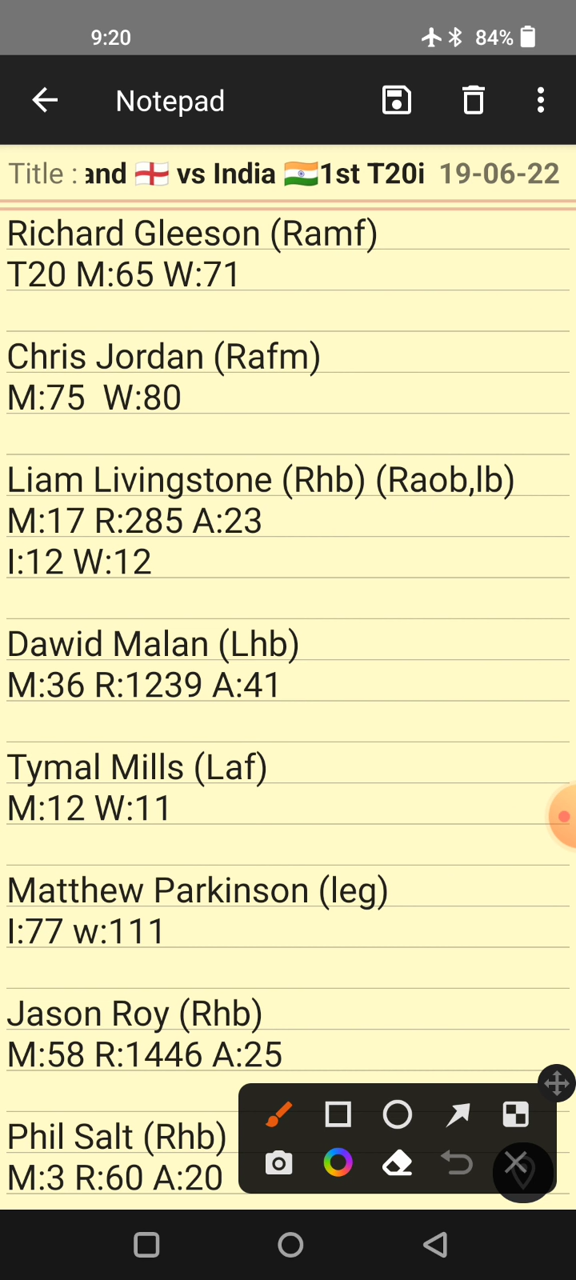 9:20 84%
Notepad
Title : and 🏴󠁧󠁢󠁥󠁮󠁧󠁿 vs India 🇮🇳1st T20i 19-06-22
Richard Gleeson (Ramf)
T20 M:65 W:71
Chris Jordan (Rafm)
M:75  W:80
Liam Livingstone (Rhb) (Raob,lb)
M:17 R:285 A:23
I:12 W:12
Dawid Malan (Lhb)
M:36 R:1239 A:41
Tymal Mills (Laf)
M:12 W:11
Matthew Parkinson (leg)
I:77 w:111
Jason Roy (Rhb)
M:58 R:1446 A:25
Phil Salt (Rhb)
M:3 R:60 A:20